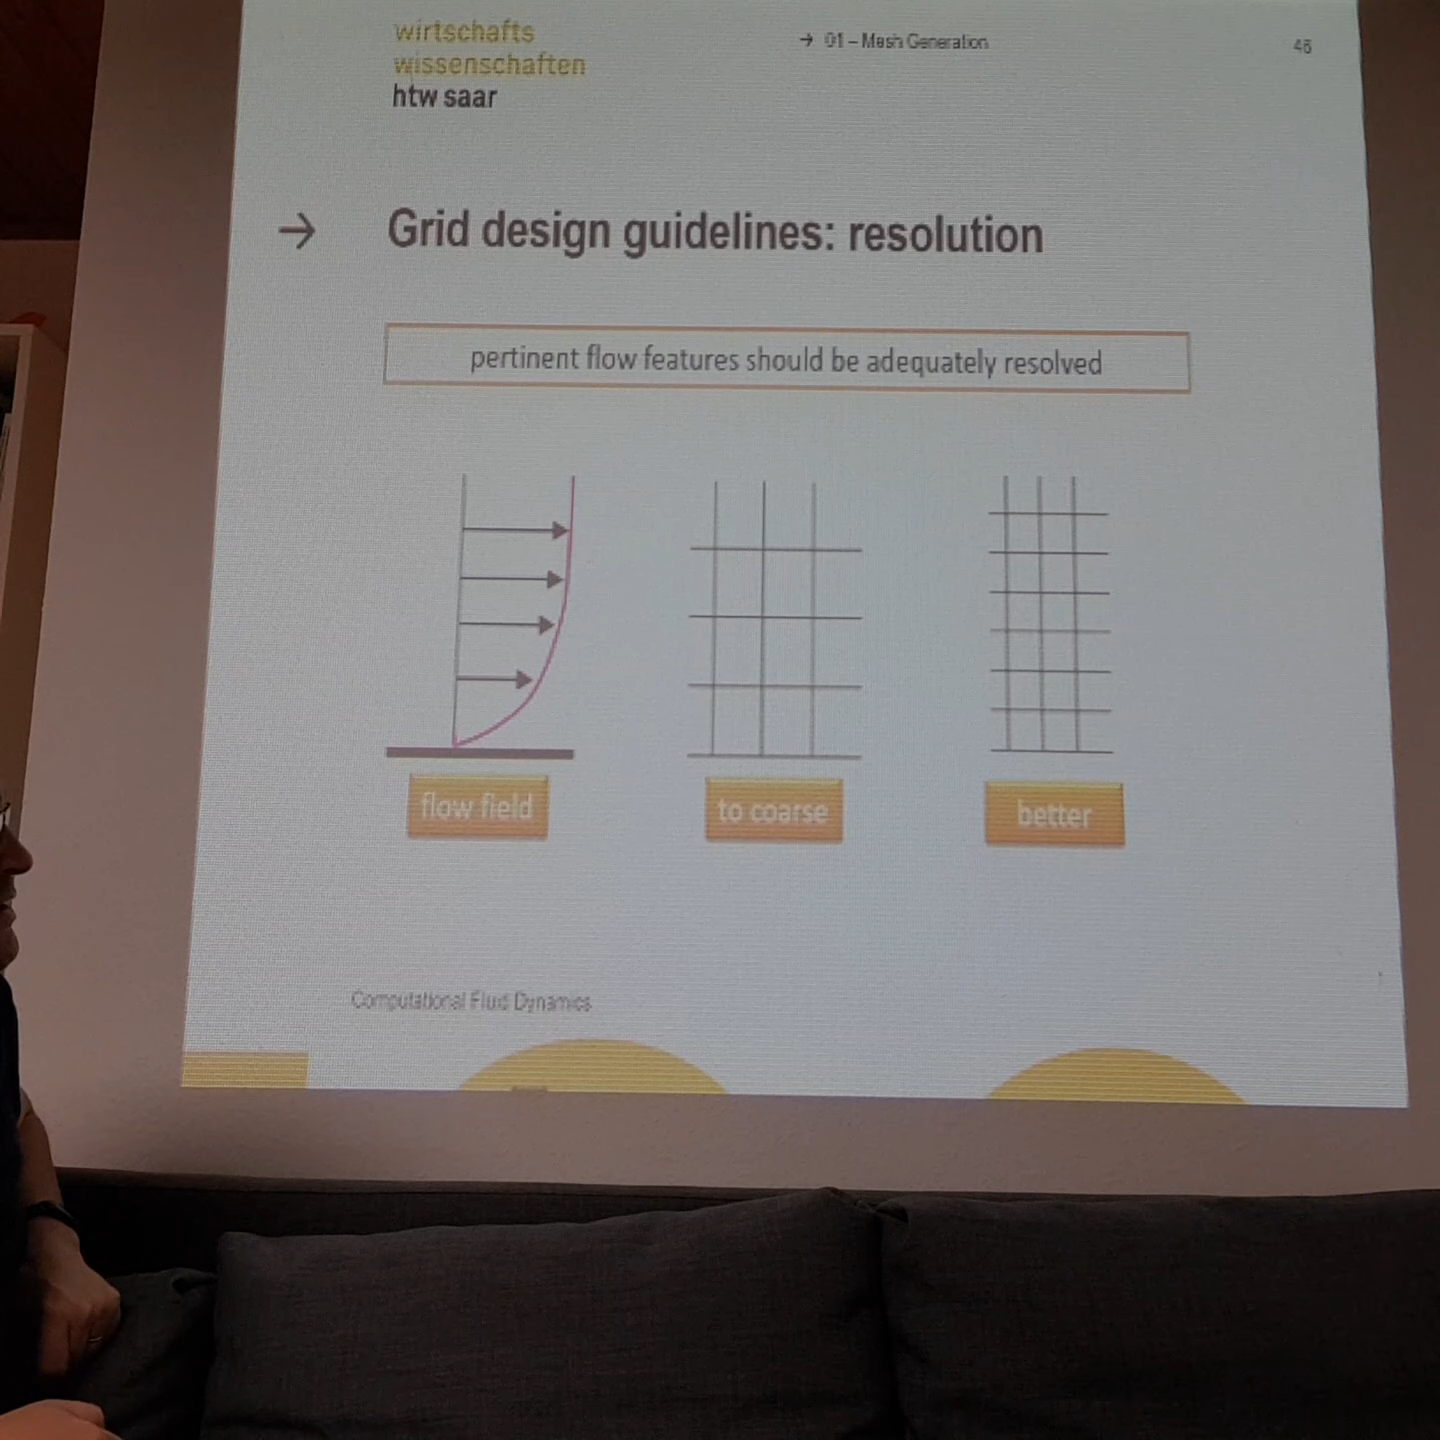 wirtschafts
wissenschaften
htw saar
→ 01 – Mesh Generation
46
→ Grid design guidelines: resolution
pertinent flow features should be adequately resolved
flow field
to coarse
better
Computational Fluid Dynamics